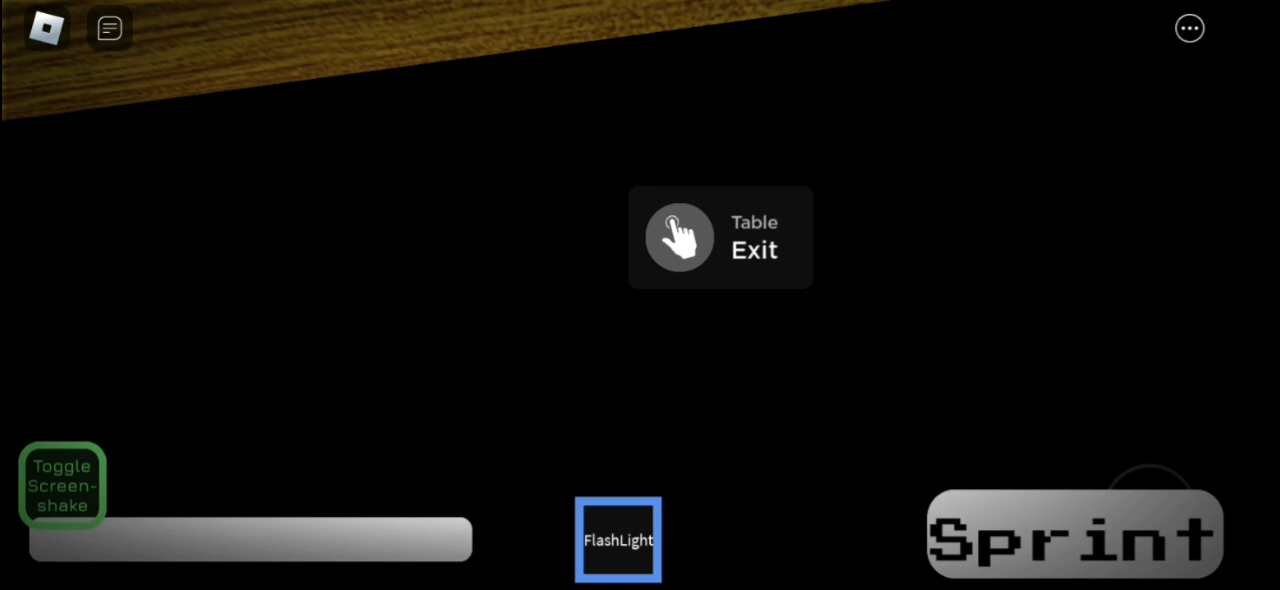 Table
Exit
Toggle
Screen-
shake
FlashLight
Sprint